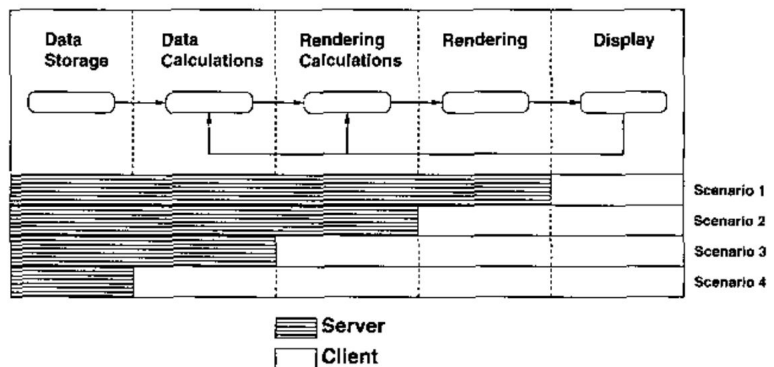 Data Storage
Data Calculations
Rendering Calculations
Rendering
Display
Scenario 1
Scenario 2
Scenario 3
Scenario 4
Server
Client